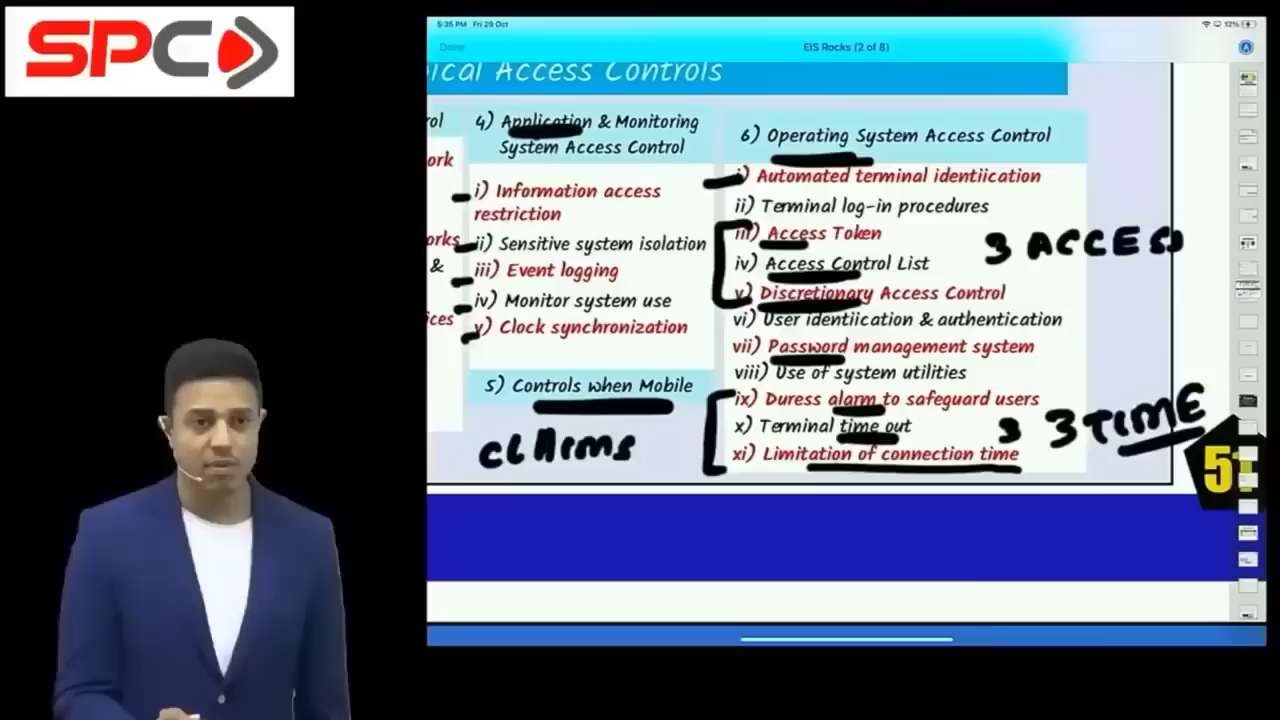 SPC
5:35 PM Fri 29 Oct
12%
Done
EIS Rocks (2 of 8)
ical Access Controls
rol
ork
orks
&
ices
4) Application & Monitoring
System Access Control
i) Information access
restriction
ii) Sensitive system isolation
iii) Event logging
iv) Monitor system use
v) Clock synchronization
5) Controls when Mobile
CLAIMS
6) Operating System Access Control
i) Automated terminal identiication
ii) Terminal log-in procedures
iii) Access Token
iv) Access Control List
v) Discretionary Access Control
vi) User identiication & authentication
vii) Password management system
viii) Use of system utilities
ix) Duress alarm to safeguard users
x) Terminal time out
xi) Limitation of connection time
3 ACCES
3 3 TIME